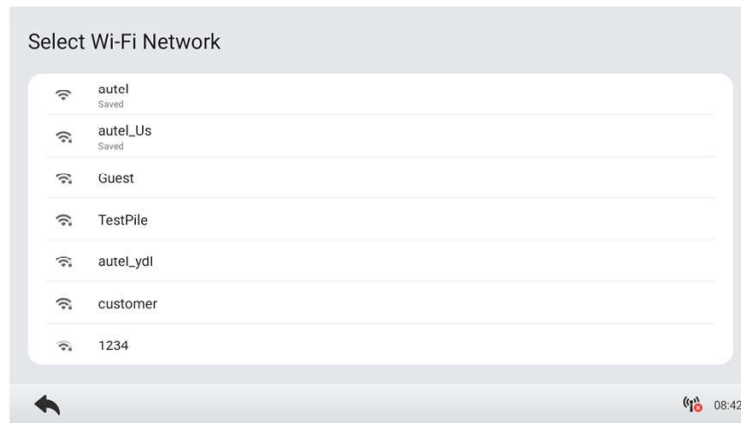 Select Wi-Fi Network
autel
Saved
autel_Us
Saved
Guest
TestPile
autel_ydl
customer
1234
08:42